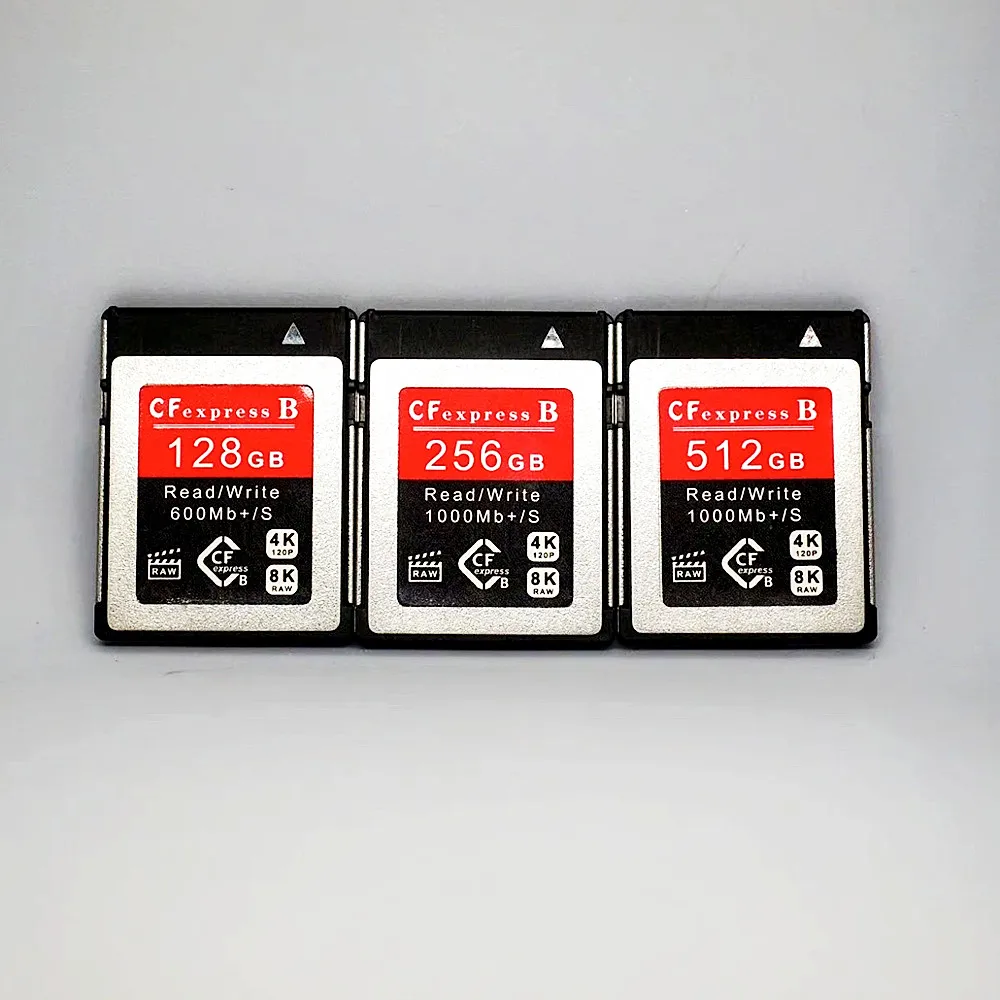 CFexpress B
128GB
Read/Write
600Mb+/S
RAW
CF
express
B
4K
120P
8K
RAW
CFexpress B
256GB
Read/Write
1000Mb+/S
RAW
CF
express
B
4K
120P
8K
RAW
CFexpress B
512GB
Read/Write
1000Mb+/S
RAW
CF
express
B
4K
120P
8K
RAW